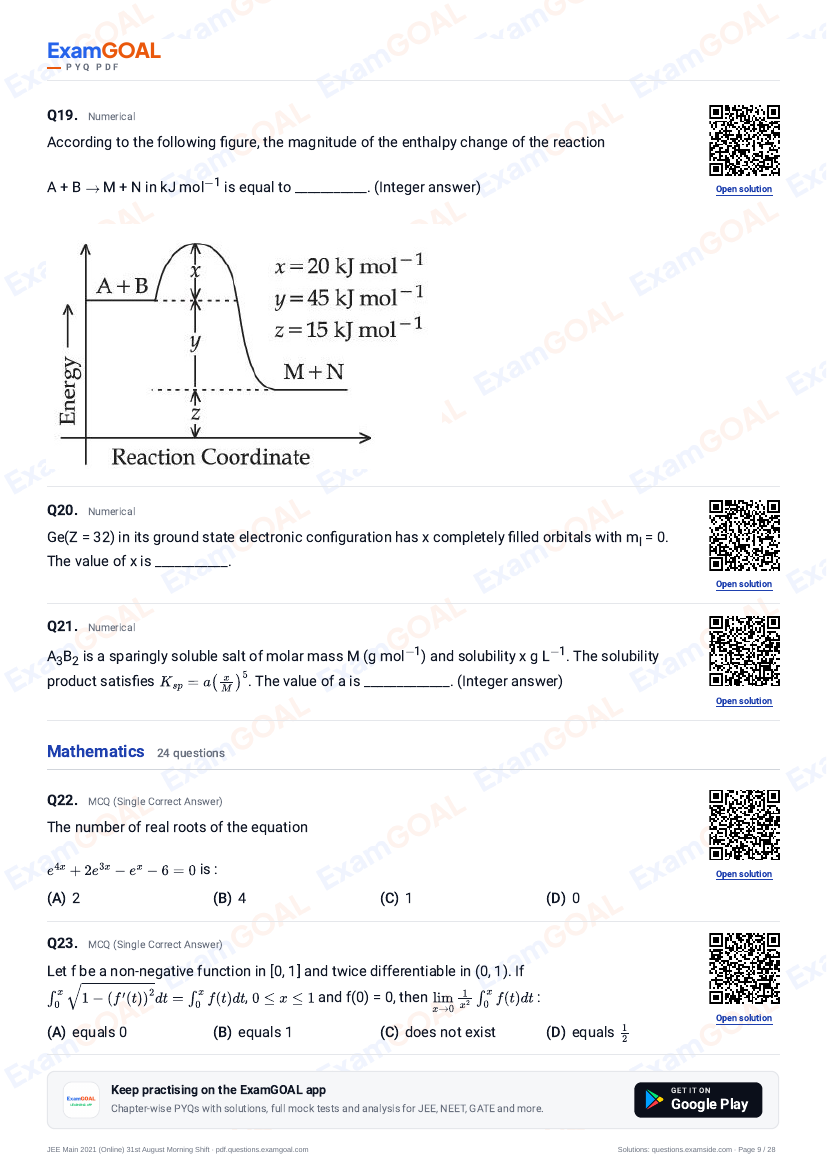 ExamGOAL
PYQ PDF
Q19. Numerical
According to the following figure, the magnitude of the enthalpy change of the reaction
A + B → M + N in kJ mol⁻¹ is equal to ___________. (Integer answer)
Open solution
A + B
x
y
z
M + N
x = 20 kJ mol⁻¹
y = 45 kJ mol⁻¹
z = 15 kJ mol⁻¹
Energy
Reaction Coordinate
Q20. Numerical
Ge(Z = 32) in its ground state electronic configuration has x completely filled orbitals with mₗ = 0.
The value of x is ___________.
Open solution
Q21. Numerical
A₃B₂ is a sparingly soluble salt of molar mass M (g mol⁻¹) and solubility x g L⁻¹. The solubility
product satisfies K_sp = a(x/M)⁵. The value of a is _____________. (Integer answer)
Open solution
Mathematics 24 questions
Q22. MCQ (Single Correct Answer)
The number of real roots of the equation
e⁴ˣ + 2e³ˣ − eˣ − 6 = 0 is :
(A) 2 (B) 4 (C) 1 (D) 0
Open solution
Q23. MCQ (Single Correct Answer)
Let f be a non-negative function in [0, 1] and twice differentiable in (0, 1). If
∫₀ˣ √(1 − (f′(t))²) dt = ∫₀ˣ f(t)dt, 0 ≤ x ≤ 1 and f(0) = 0, then lim x→0 1/x² ∫₀ˣ f(t)dt :
(A) equals 0 (B) equals 1 (C) does not exist (D) equals 1/2
Open solution
Keep practising on the ExamGOAL app
Chapter-wise PYQs with solutions, full mock tests and analysis for JEE, NEET, GATE and more.
ExamGOAL
GET IT ON
Google Play
JEE Main 2021 (Online) 31st August Morning Shift · pdf.questions.examgoal.com
Solutions: questions.examside.com · Page 9 / 28